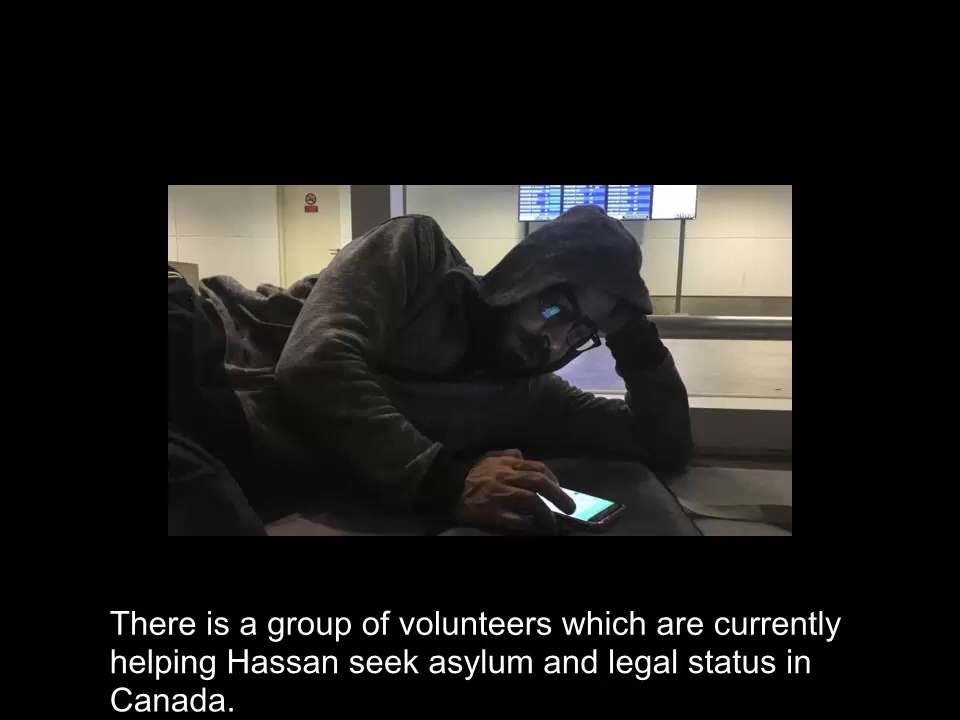 There is a group of volunteers which are currently
helping Hassan seek asylum and legal status in
Canada.